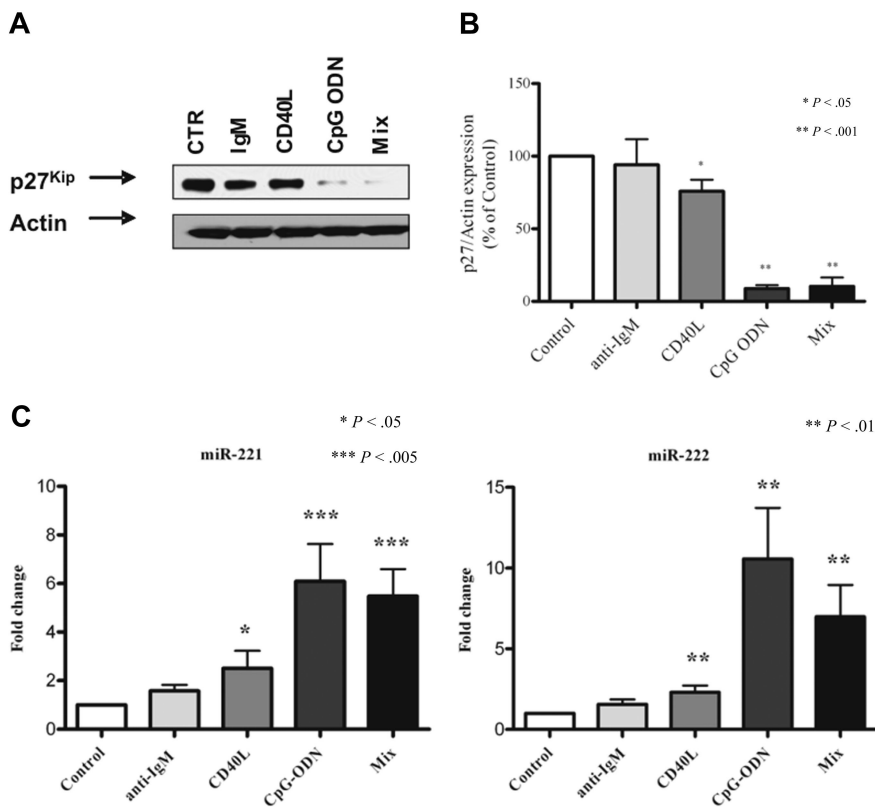 A
CTR
IgM
CD40L
CpG ODN
Mix
p27Kip
Actin
B
* P < .05
** P < .001
p27/Actin expression
(% of Control)
150
100
50
0
*
**
**
Control
anti-IgM
CD40L
CpG ODN
Mix
C
* P < .05
*** P < .005
miR-221
Fold change
10
8
6
4
2
0
*
***
***
Control
anti-IgM
CD40L
CpG-ODN
Mix
** P < .01
miR-222
Fold change
15
10
5
0
**
**
**
Control
anti-IgM
CD40L
CpG-ODN
Mix